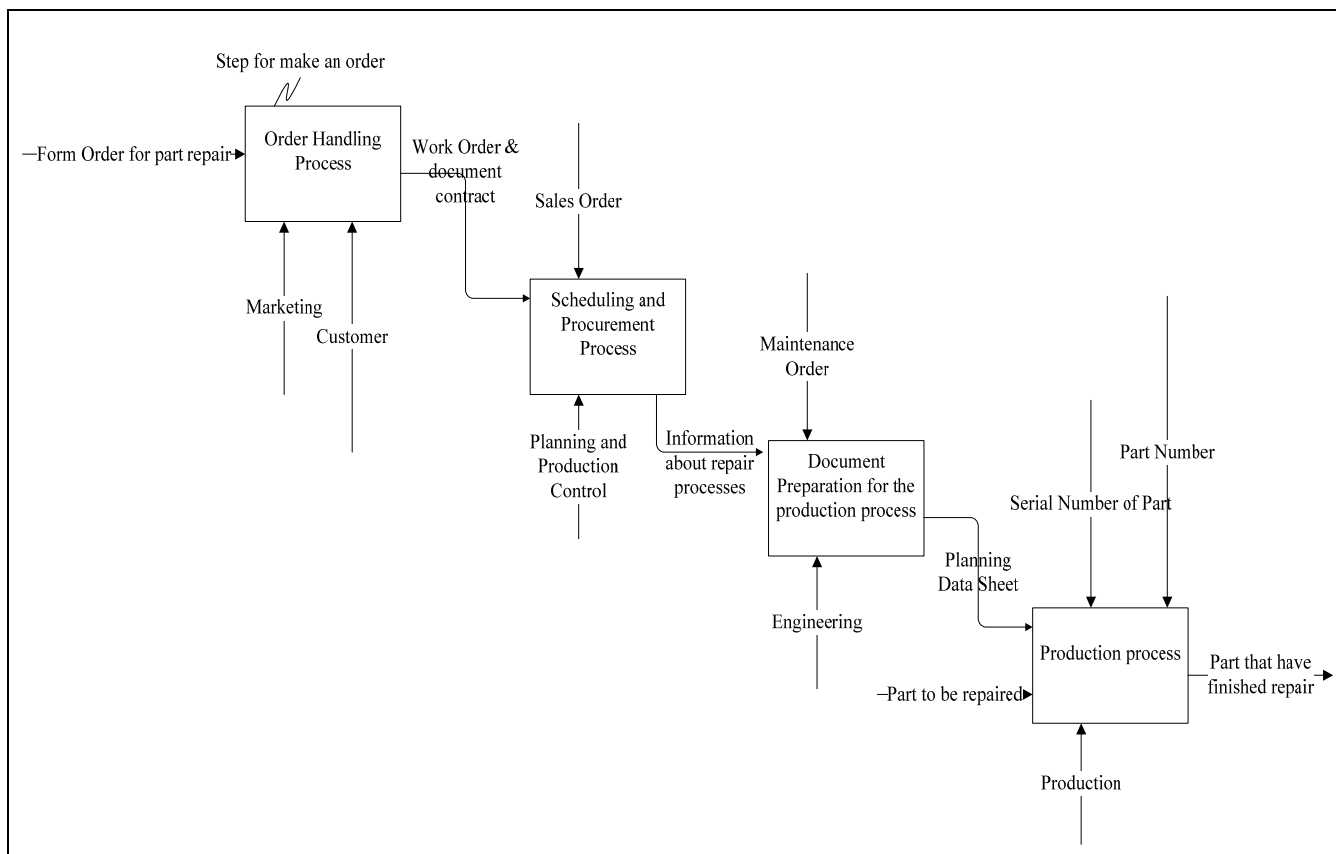 Step for make an order
Order Handling
Process
Form Order for part repair
Work Order &
document
contract
Marketing
Customer
Sales Order
Scheduling and
Procurement
Process
Planning and
Production
Control
Information
about repair
processes
Maintenance
Order
Document
Preparation for the
production process
Engineering
Planning
Data Sheet
Part Number
Serial Number of Part
Production process
Part to be repaired
Part that have
finished repair
Production